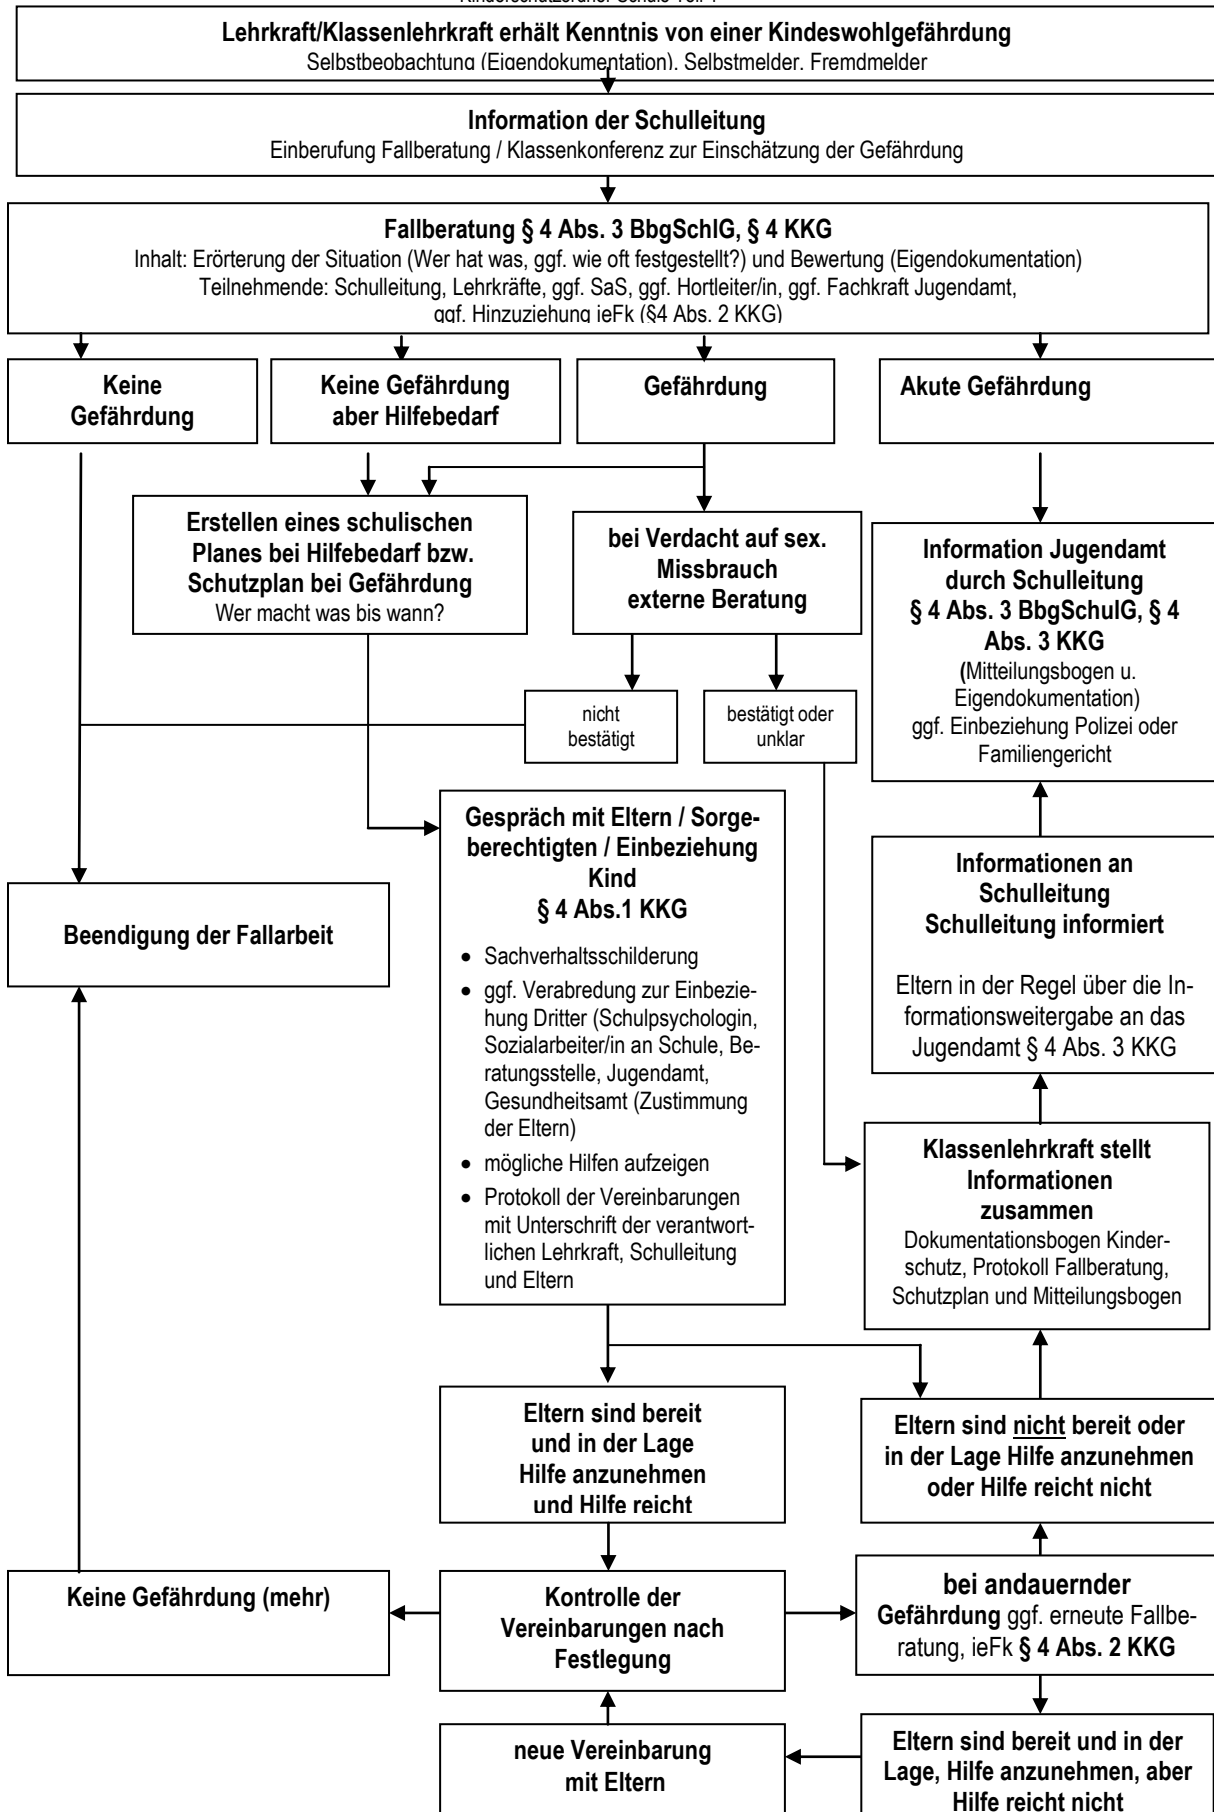 Kinderschutzordner Schule Teil 1
Lehrkraft/Klassenlehrkraft erhält Kenntnis von einer Kindeswohlgefährdung
Selbstbeobachtung (Eigendokumentation), Selbstmelder, Fremdmelder
Information der Schulleitung
Einberufung Fallberatung / Klassenkonferenz zur Einschätzung der Gefährdung
Fallberatung § 4 Abs. 3 BbgSchlG, § 4 KKG
Inhalt: Erörterung der Situation (Wer hat was, ggf. wie oft festgestellt?) und Bewertung (Eigendokumentation)
Teilnehmende: Schulleitung, Lehrkräfte, ggf. SaS, ggf. Hortleiter/in, ggf. Fachkraft Jugendamt,
ggf. Hinzuziehung ieFk (§4 Abs. 2 KKG)
Keine
Gefährdung
Keine Gefährdung
aber Hilfebedarf
Gefährdung
Akute Gefährdung
Erstellen eines schulischen
Planes bei Hilfebedarf bzw.
Schutzplan bei Gefährdung
Wer macht was bis wann?
bei Verdacht auf sex.
Missbrauch
externe Beratung
Information Jugendamt
durch Schulleitung
§ 4 Abs. 3 BbgSchulG, § 4
Abs. 3 KKG
(Mitteilungsbogen u.
Eigendokumentation)
ggf. Einbeziehung Polizei oder
Familiengericht
nicht
bestätigt
bestätigt oder
unklar
Gespräch mit Eltern / Sorge-
berechtigten / Einbeziehung
Kind
§ 4 Abs.1 KKG
• Sachverhaltsschilderung
• ggf. Verabredung zur Einbezie-
hung Dritter (Schulpsychologin,
Sozialarbeiter/in an Schule, Be-
ratungsstelle, Jugendamt,
Gesundheitsamt (Zustimmung
der Eltern)
• mögliche Hilfen aufzeigen
• Protokoll der Vereinbarungen
mit Unterschrift der verantwort-
lichen Lehrkraft, Schulleitung
und Eltern
Informationen an
Schulleitung
Schulleitung informiert
Eltern in der Regel über die In-
formationsweitergabe an das
Jugendamt § 4 Abs. 3 KKG
Beendigung der Fallarbeit
Klassenlehrkraft stellt
Informationen
zusammen
Dokumentationsbogen Kinder-
schutz, Protokoll Fallberatung,
Schutzplan und Mitteilungsbogen
Eltern sind bereit
und in der Lage
Hilfe anzunehmen
und Hilfe reicht
Eltern sind nicht bereit oder
in der Lage Hilfe anzunehmen
oder Hilfe reicht nicht
Keine Gefährdung (mehr)
Kontrolle der
Vereinbarungen nach
Festlegung
bei andauernder
Gefährdung ggf. erneute Fallbe-
ratung, ieFk § 4 Abs. 2 KKG
neue Vereinbarung
mit Eltern
Eltern sind bereit und in der
Lage, Hilfe anzunehmen, aber
Hilfe reicht nicht